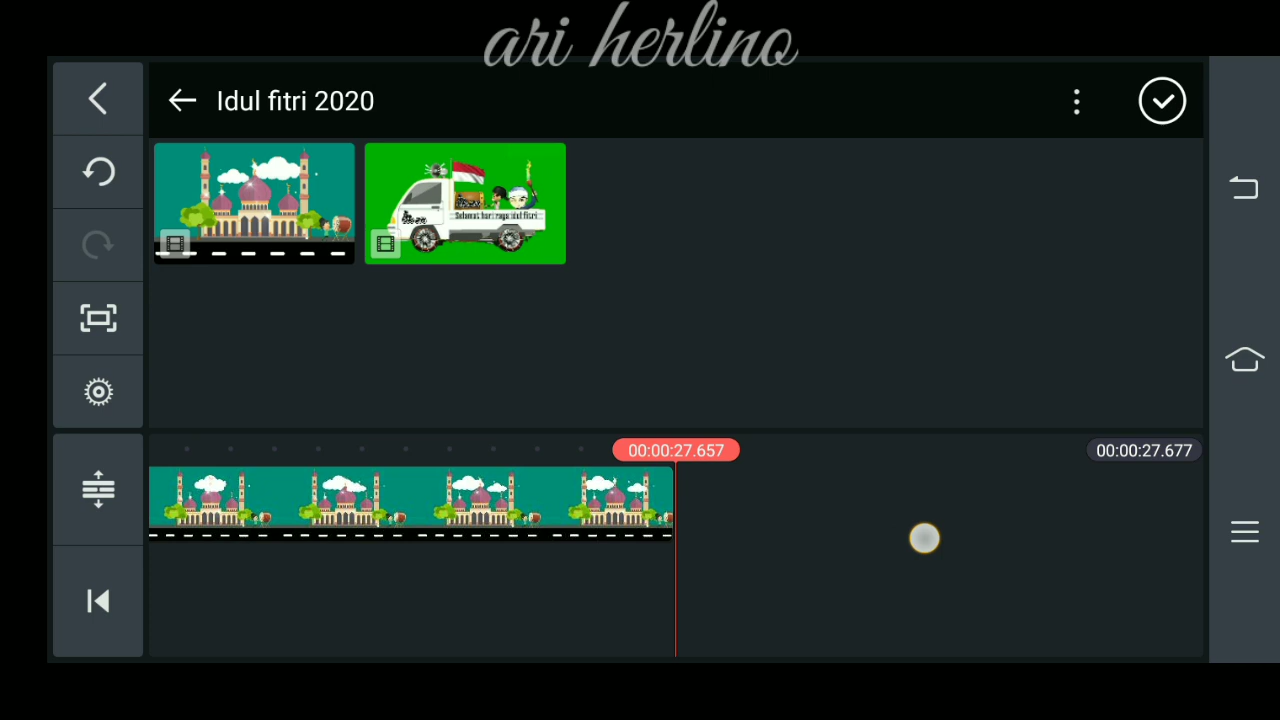 ari herlino
Idul fitri 2020
Selamat hari raya idul fitri
00:00:27.657
00:00:27.677